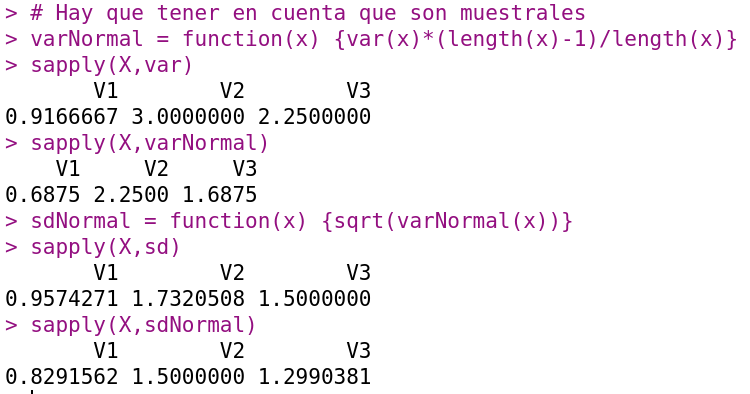 > # Hay que tener en cuenta que son muestrales
> varNormal = function(x) {var(x)*(length(x)-1)/length(x)}
> sapply(X,var)
       V1        V2        V3
0.9166667 3.0000000 2.2500000
> sapply(X,varNormal)
    V1     V2     V3
0.6875 2.2500 1.6875
> sdNormal = function(x) {sqrt(varNormal(x))}
> sapply(X,sd)
       V1        V2        V3
0.9574271 1.7320508 1.5000000
> sapply(X,sdNormal)
       V1        V2        V3
0.8291562 1.5000000 1.2990381